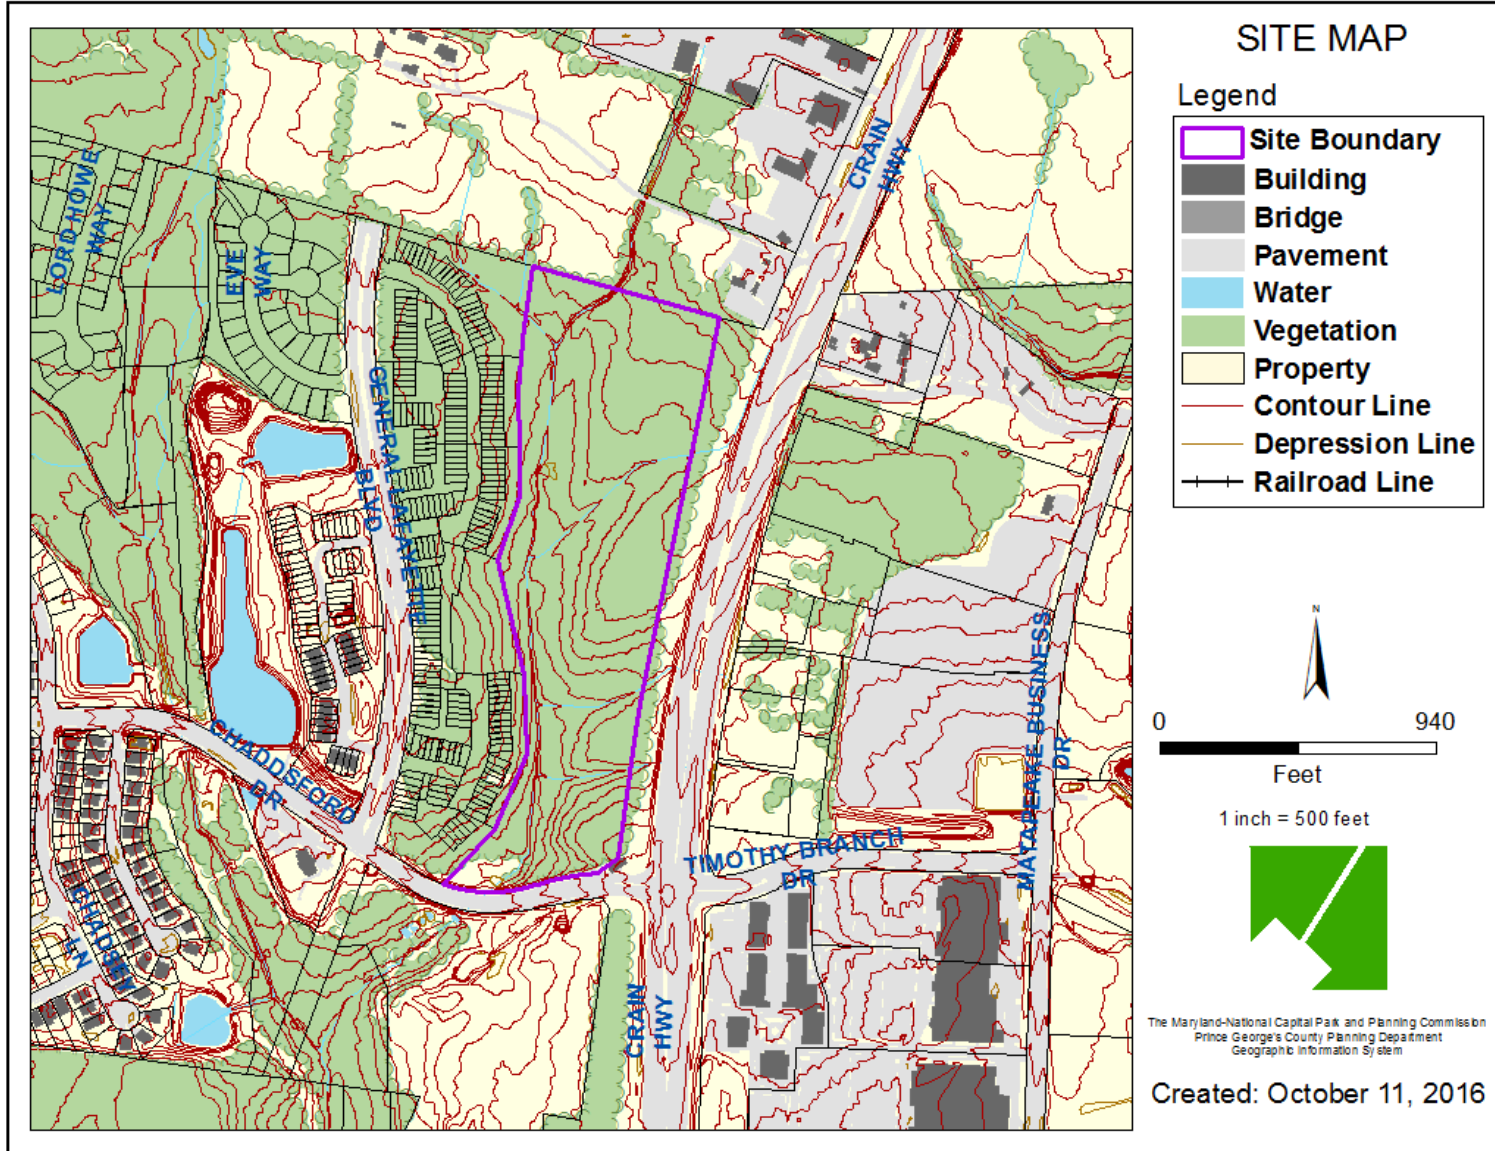 SITE MAP
Legend
Site Boundary
Building
Bridge
Pavement
Water
Vegetation
Property
Contour Line
Depression Line
Railroad Line
N
0 940
Feet
1 inch = 500 feet
The Maryland-National Capital Park and Planning Commission
Prince George's County Planning Department
Geographic Information System
Created: October 11, 2016
CRAIN
HWY
LORD HOWE
WAY
EVE
WAY
GENERAL LAFAYETTE
BLVD
CHADDSFORD
DR
MATAPEAKE BUSINESS
DR
TIMOTHY BRANCH
DR
CHADSEY
LN
CRAIN
HWY